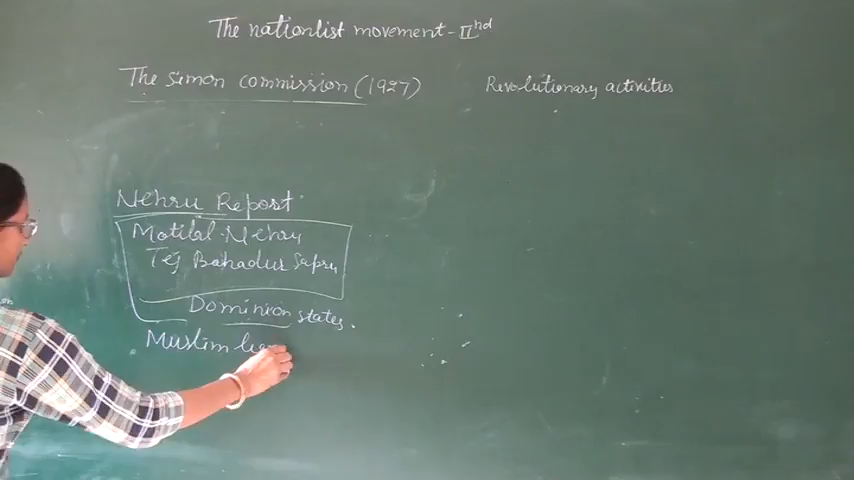 The nationlist movement - IInd
The Simon commission (1927)
Revolutionary activities
Nehru Report
Motilal Nehru
Tej Bahadur Sapru
Dominion states.
Muslim